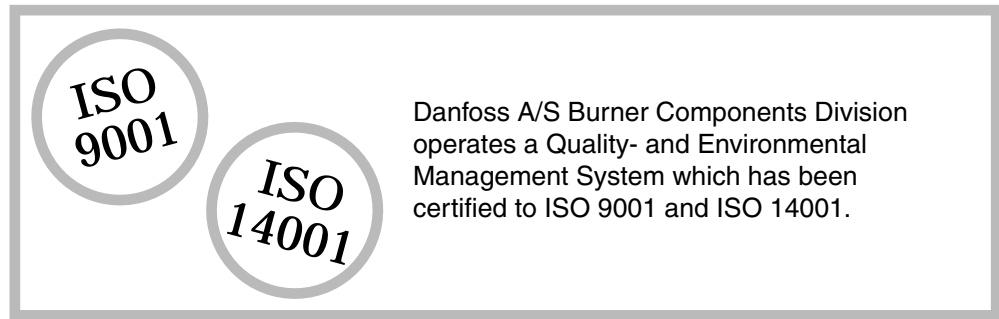 ISO
9001
ISO
14001
Danfoss A/S Burner Components Division
operates a Quality- and Environmental
Management System which has been
certified to ISO 9001 and ISO 14001.